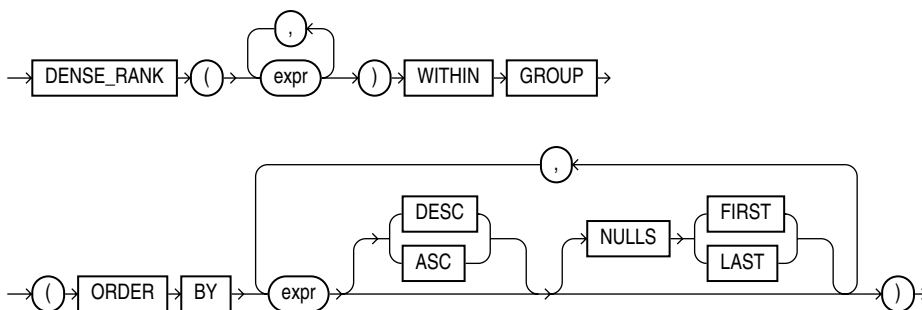 ,
DENSE_RANK ( expr ) WITHIN GROUP
,
DESC FIRST
NULLS
ASC LAST
( ORDER BY expr )